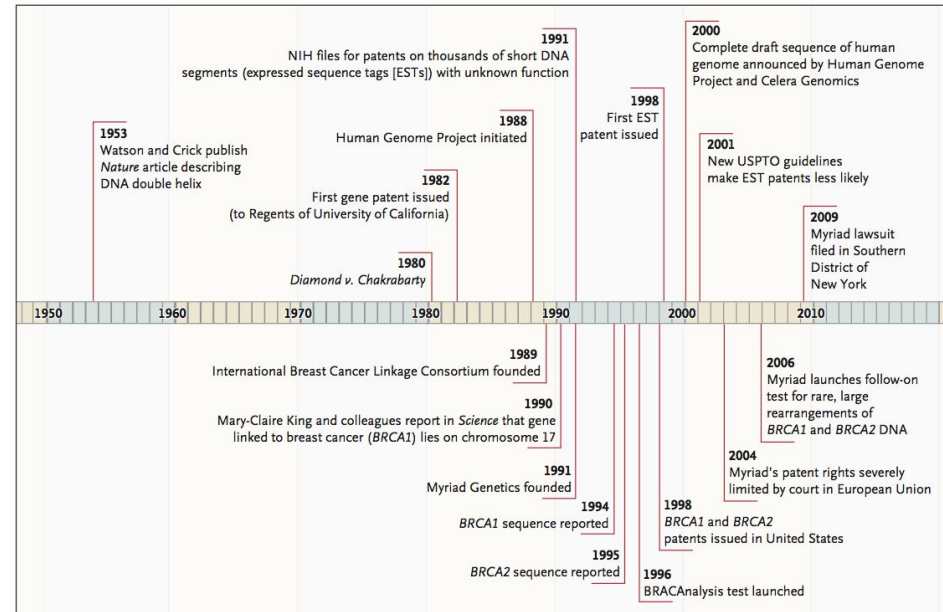 1991
NIH files for patents on thousands of short DNA
segments (expressed sequence tags [ESTs]) with unknown function
2000
Complete draft sequence of human
genome announced by Human Genome
Project and Celera Genomics
1998
First EST
patent issued
1988
Human Genome Project initiated
1953
Watson and Crick publish
Nature article describing
DNA double helix
2001
New USPTO guidelines
make EST patents less likely
1982
First gene patent issued
(to Regents of University of California)
2009
Myriad lawsuit
filed in Southern
District of
New York
1980
Diamond v. Chakrabarty
1950 1960 1970 1980 1990 2000 2010
1989
International Breast Cancer Linkage Consortium founded
1990
Mary-Claire King and colleagues report in Science that gene
linked to breast cancer (BRCA1) lies on chromosome 17
1991
Myriad Genetics founded
1994
BRCA1 sequence reported
1995
BRCA2 sequence reported
2006
Myriad launches follow-on
test for rare, large
rearrangements of
BRCA1 and BRCA2 DNA
2004
Myriad's patent rights severely
limited by court in European Union
1998
BRCA1 and BRCA2
patents issued in United States
1996
BRACAnalysis test launched